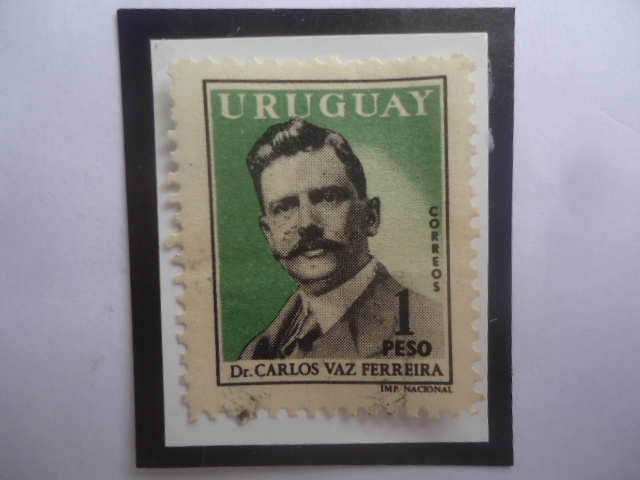 URUGUAY
CORREOS
1
PESO
Dr. CARLOS VAZ FERREIRA
IMP. NACIONAL